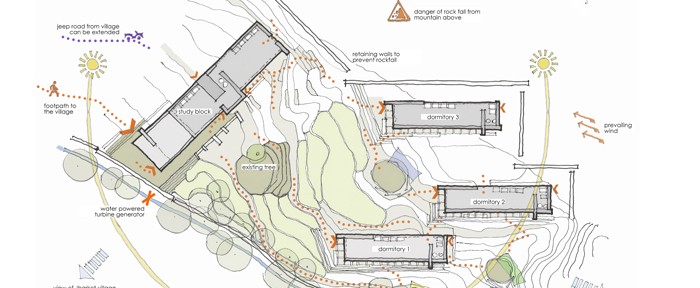 jeep road from village
can be extended
danger of rock fall from
mountain above
retaining walls to
prevent rockfall
footpath to
the village
study block
dormitory 3
prevailing
wind
existing tree
dormitory 2
water powered
turbine generator
dormitory 1